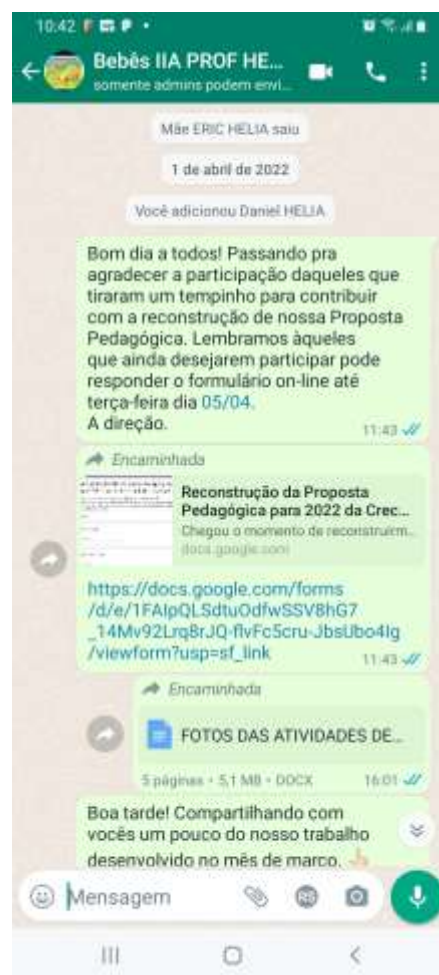 10:42
Bebês IIA PROF HE...
somente admins podem envi...
Mãe ERIC HELIA saiu
1 de abril de 2022
Você adicionou Daniel HELIA
Bom dia a todos! Passando pra
agradecer a participação daqueles que
tiraram um tempinho para contribuir
com a reconstrução de nossa Proposta
Pedagógica. Lembramos àqueles
que ainda desejarem participar pode
responder o formulário on-line até
terça-feira dia 05/04.
A direção.
11:43
Encaminhada
Reconstrução da Proposta
Pedagógica para 2022 da Crec...
Chegou o momento de reconstruirm...
docs.google.com
https://docs.google.com/forms
/d/e/1FAIpQLSdtuOdfwSSV8hG7
_14Mv92Lrq8rJQ-flvFc5cru-JbsUbo4Ig
/viewform?usp=sf_link
11:43
Encaminhada
FOTOS DAS ATIVIDADES DE...
5 páginas • 5,1 MB • DOCX
16:01
Boa tarde! Compartilhando com
vocês um pouco do nosso trabalho
desenvolvido no mês de março.
Mensagem